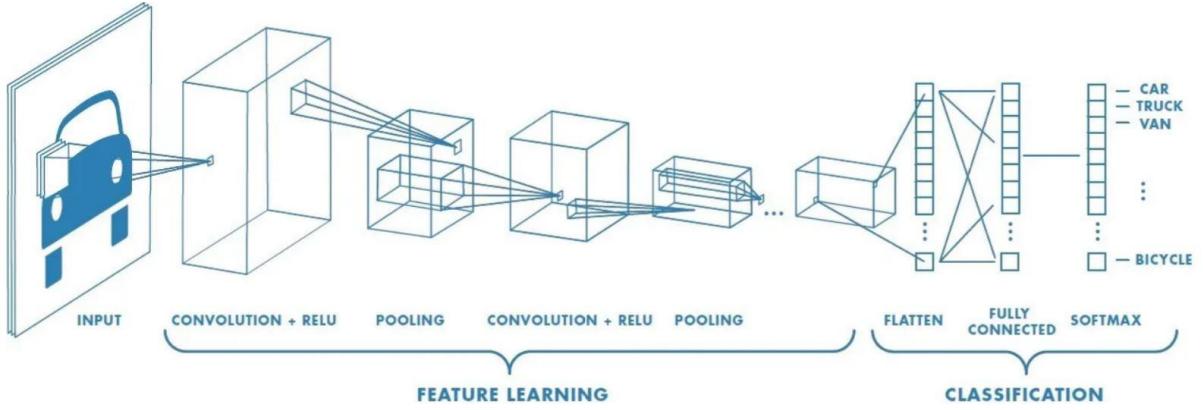 CAR
TRUCK
VAN
BICYCLE
INPUT
CONVOLUTION + RELU
POOLING
CONVOLUTION + RELU
POOLING
FLATTEN
FULLY
CONNECTED
SOFTMAX
FEATURE LEARNING
CLASSIFICATION